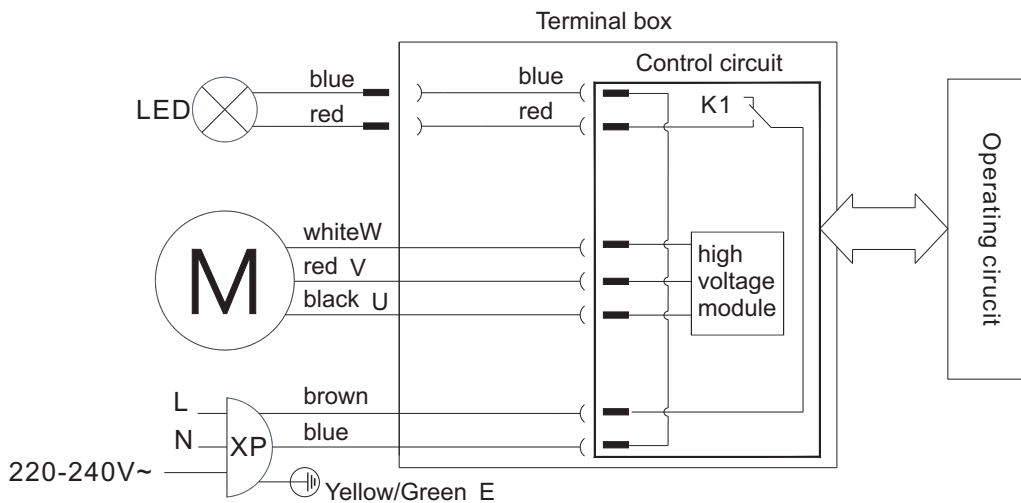 Terminal box
Control circuit
blue
blue
LED
red
red
K1
Operating cirucit
whiteW
red V
black U
M
high
voltage
module
L
brown
N
XP
blue
220-240V~
Yellow/Green E